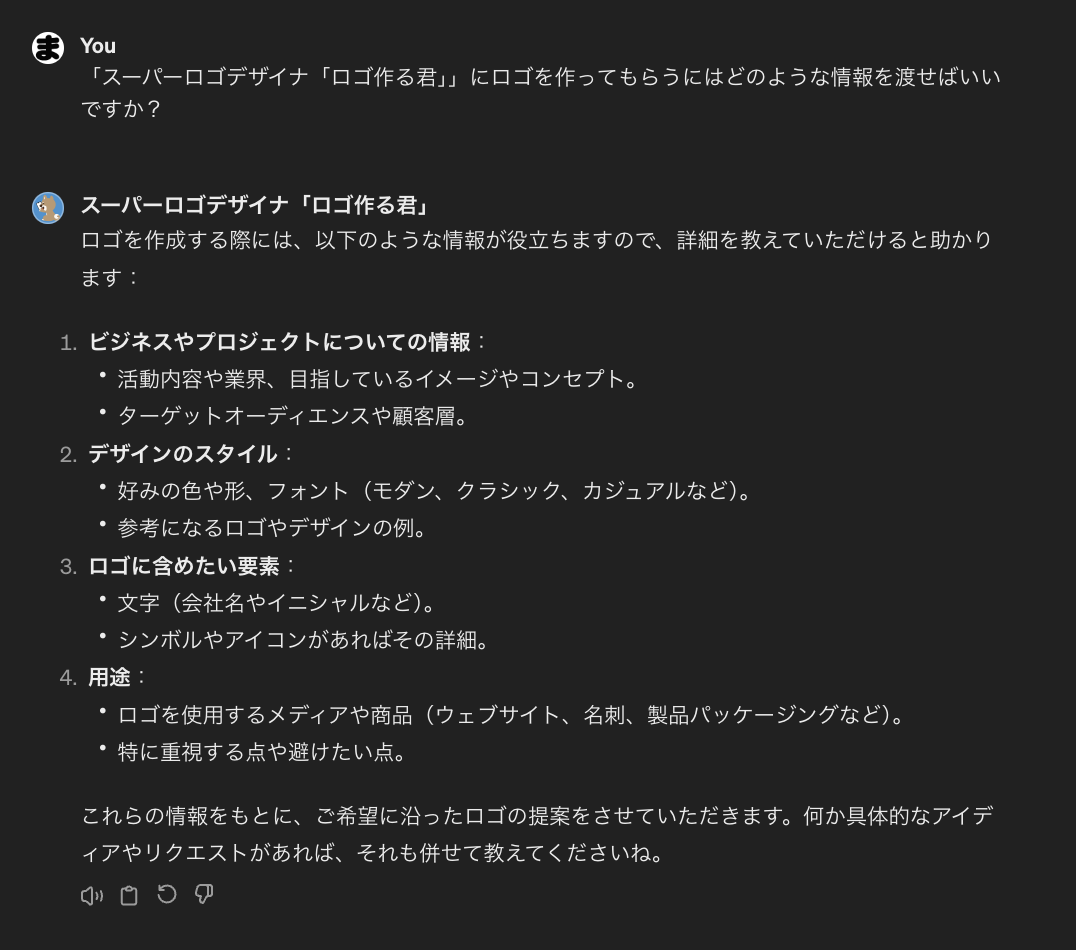 ま
You
「スーパーロゴデザイナ「ロゴ作る君」」にロゴを作ってもらうにはどのような情報を渡せばいい
ですか？
スーパーロゴデザイナ「ロゴ作る君」
ロゴを作成する際には、以下のような情報が役立ちますので、詳細を教えていただけると助かり
ます：
1. ビジネスやプロジェクトについての情報：
• 活動内容や業界、目指しているイメージやコンセプト。
• ターゲットオーディエンスや顧客層。
2. デザインのスタイル：
• 好みの色や形、フォント（モダン、クラシック、カジュアルなど）。
• 参考になるロゴやデザインの例。
3. ロゴに含めたい要素：
• 文字（会社名やイニシャルなど）。
• シンボルやアイコンがあればその詳細。
4. 用途：
• ロゴを使用するメディアや商品（ウェブサイト、名刺、製品パッケージングなど）。
• 特に重視する点や避けたい点。
これらの情報をもとに、ご希望に沿ったロゴの提案をさせていただきます。何か具体的なアイデ
ィアやリクエストがあれば、それも併せて教えてくださいね。